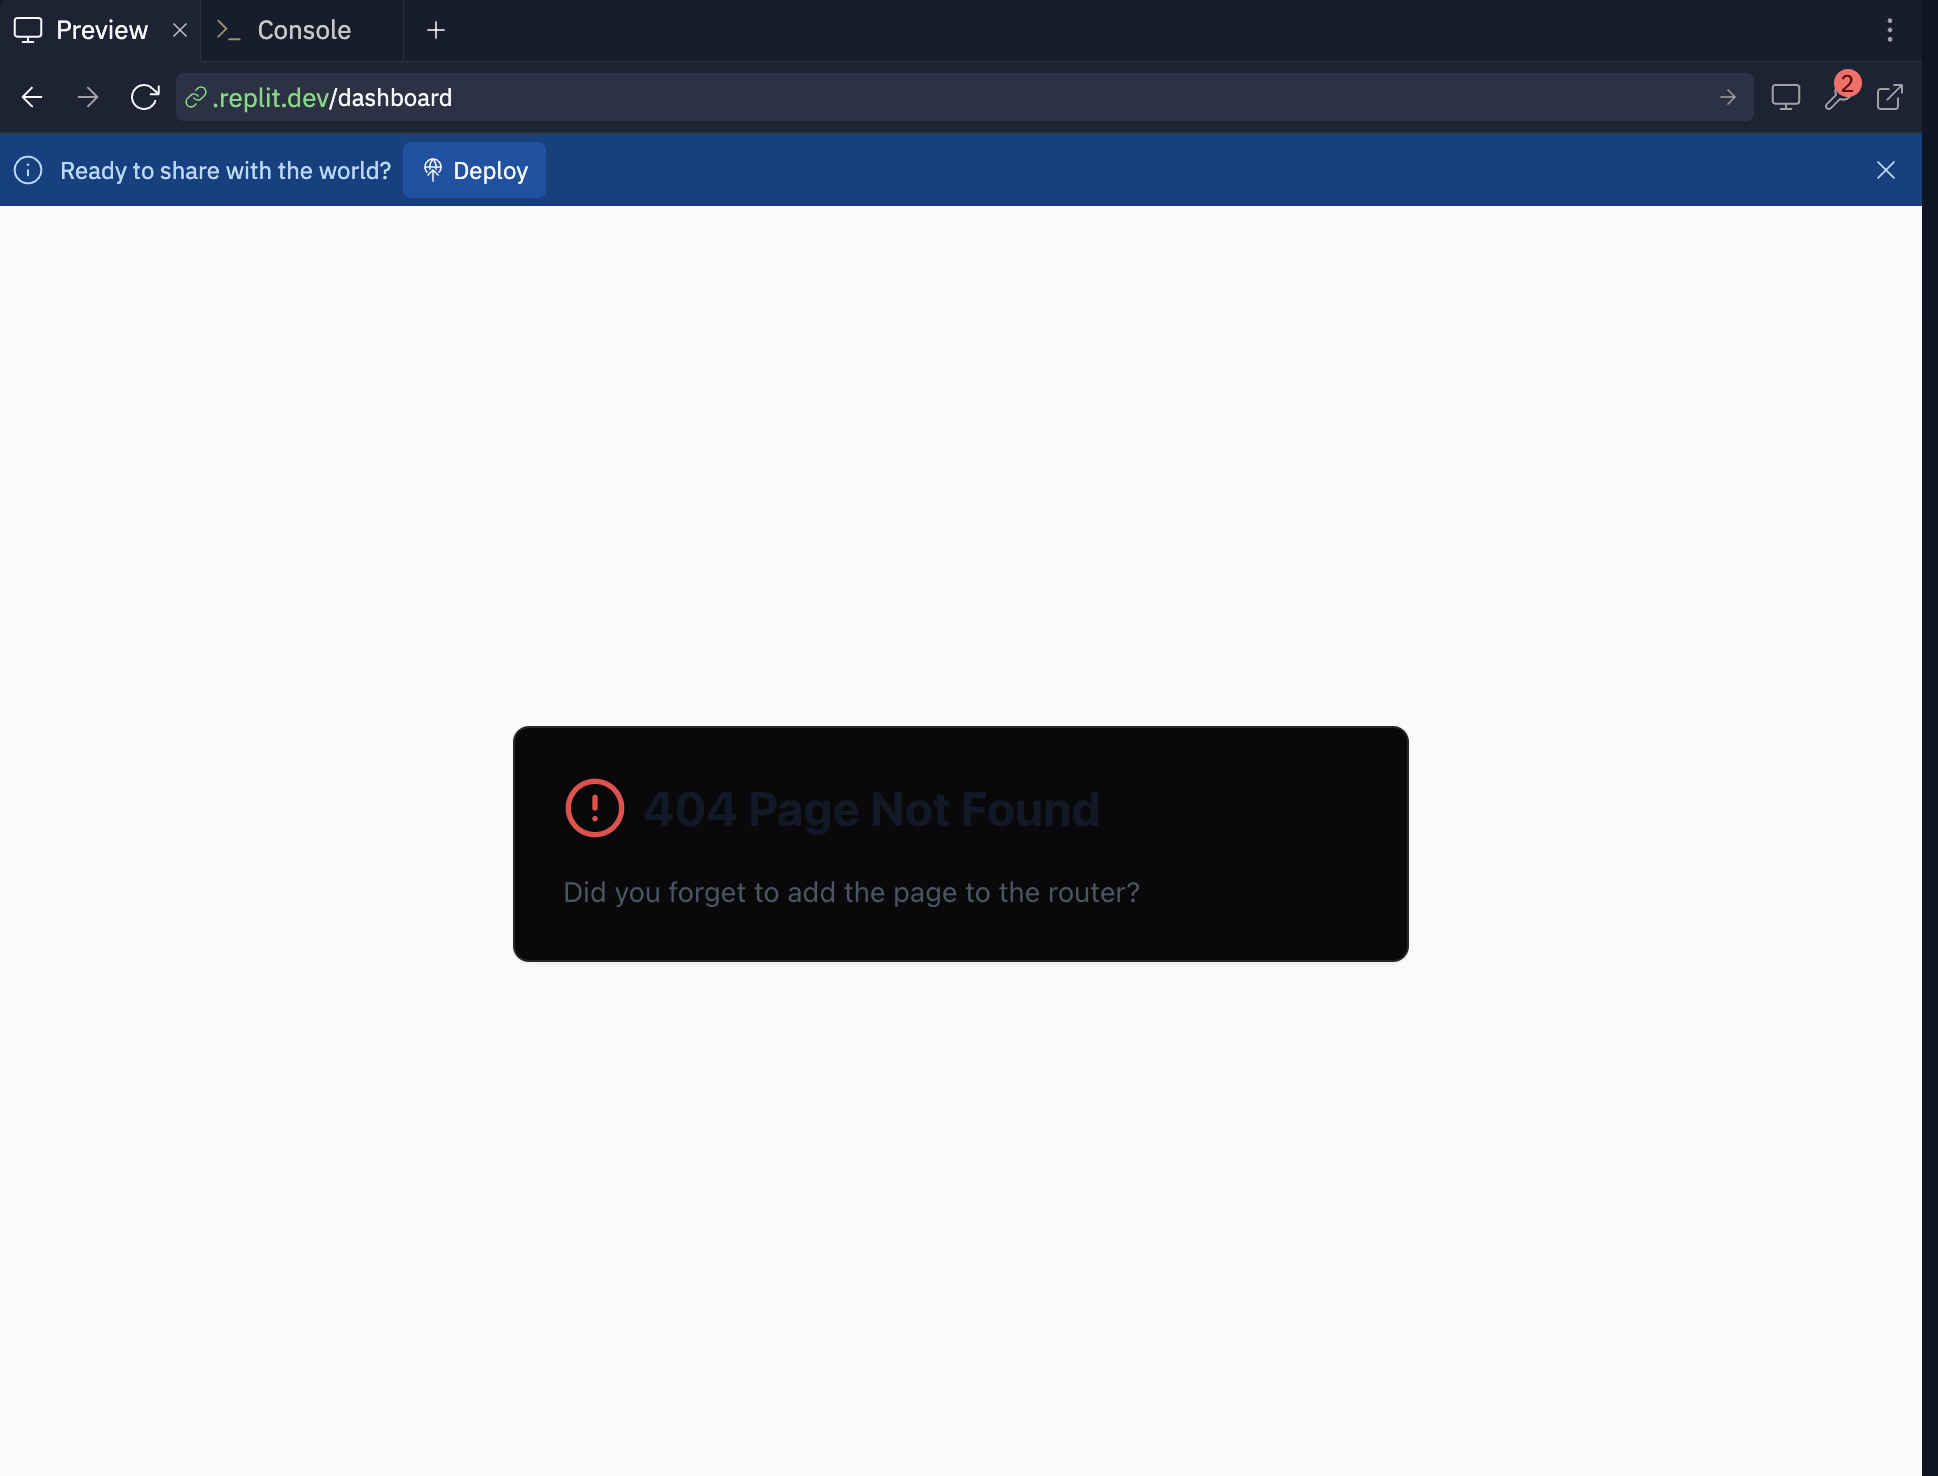 Preview
Console
.replit.dev/dashboard
2
Ready to share with the world?
Deploy
404 Page Not Found
Did you forget to add the page to the router?